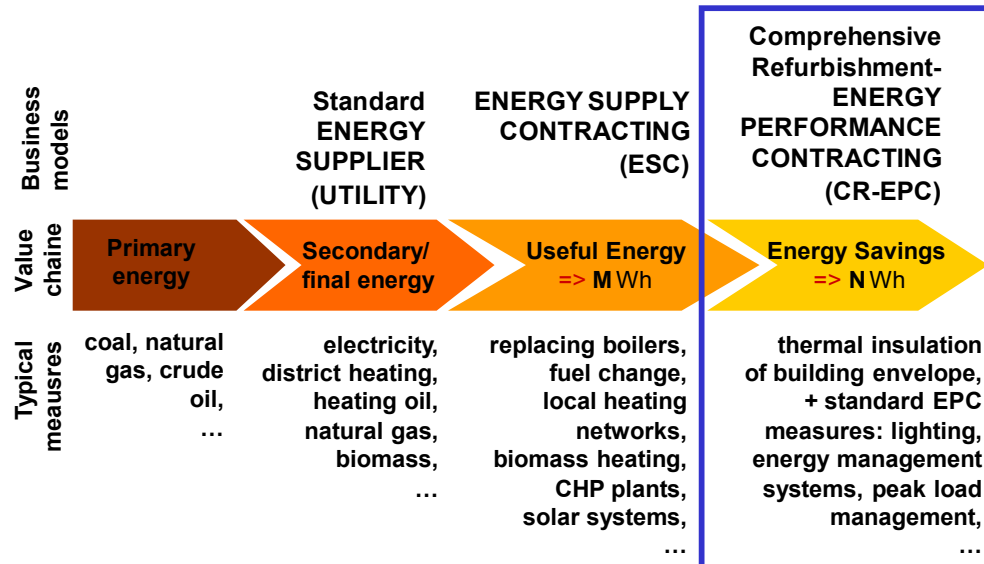 Business
models
Standard
ENERGY
SUPPLIER
(UTILITY)
ENERGY SUPPLY
CONTRACTING
(ESC)
Comprehensive
Refurbishment-
ENERGY
PERFORMANCE
CONTRACTING
(CR-EPC)
Value
chaine
Primary
energy
Secondary/
final energy
Useful Energy
=> M Wh
Energy Savings
=> N Wh
Typical
meausres
coal, natural
gas, crude
oil,
…
electricity,
district heating,
heating oil,
natural gas,
biomass,
…
replacing boilers,
fuel change,
local heating
networks,
biomass heating,
CHP plants,
solar systems,
…
thermal insulation
of building envelope,
+ standard EPC
measures: lighting,
energy management
systems, peak load
management,
…